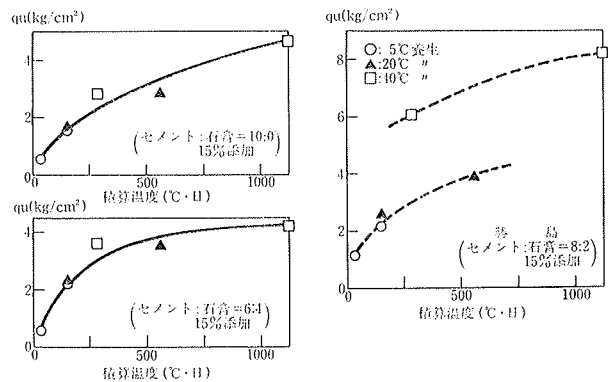 qu(kg/cm²)
4
2
0
500
1000
積算温度(℃・日)
(セメント:石膏=10:0
15%添加)
qu(kg/cm²)
4
2
0
500
1000
積算温度(℃・日)
(セメント:石膏=6:4
15%添加)
qu(kg/cm²)
8
6
4
2
0
500
1000
積算温度(℃・日)
○: 5℃養生
▲:20℃ 〃
□:40℃ 〃
島
(セメント:石膏=8:2
15%添加)